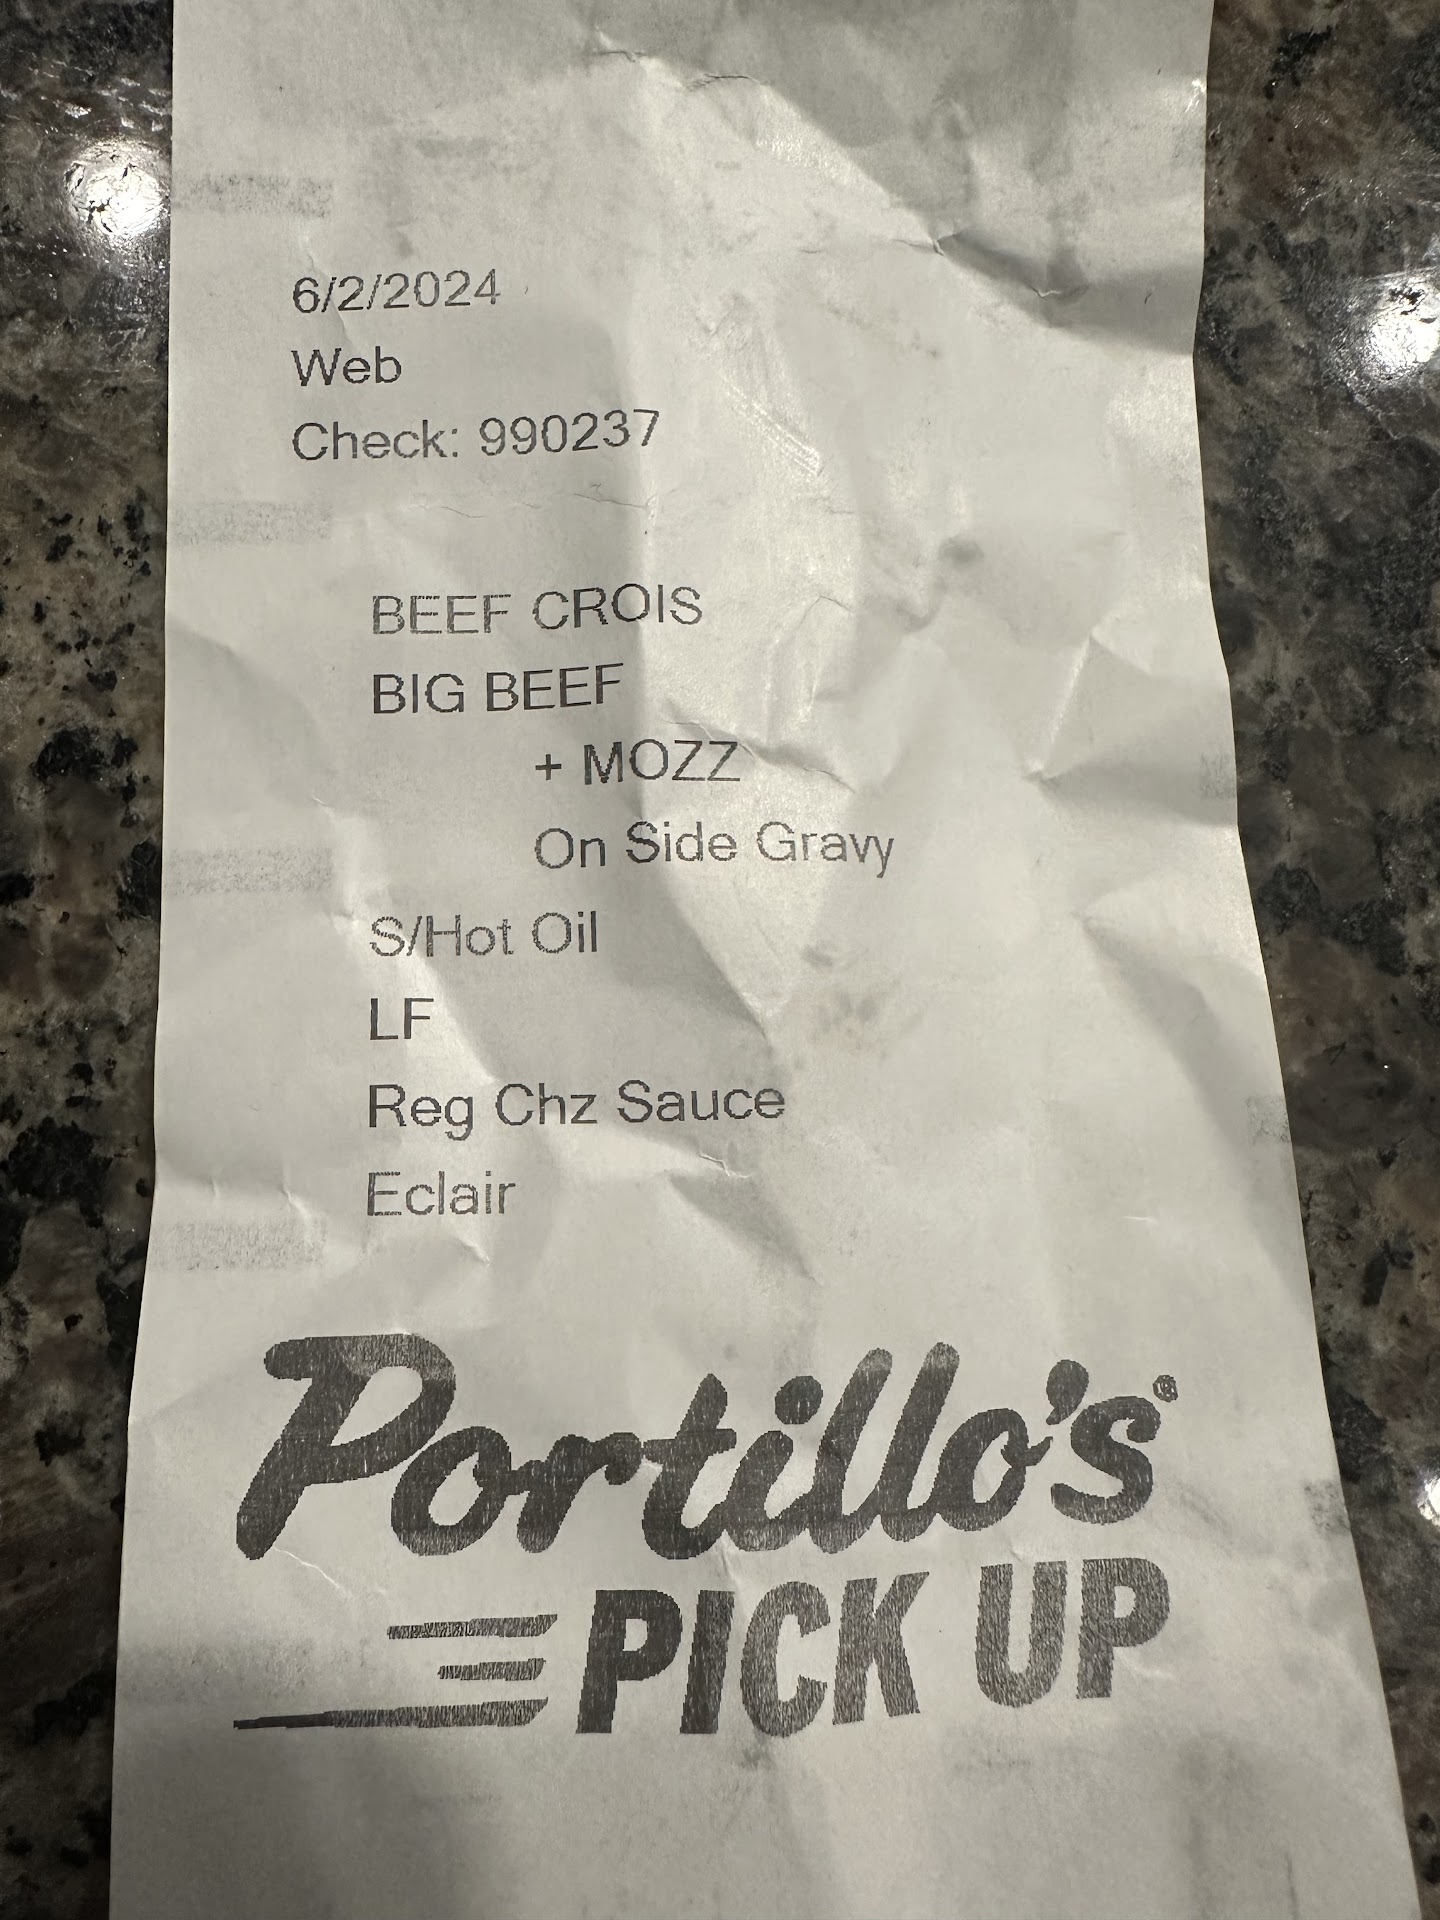 6/2/2024
Web
Check: 990237
BEEF CROIS
BIG BEEF
+ MOZZ
On Side Gravy
S/Hot Oil
LF
Reg Chz Sauce
Eclair
Portillo's®
PICK UP